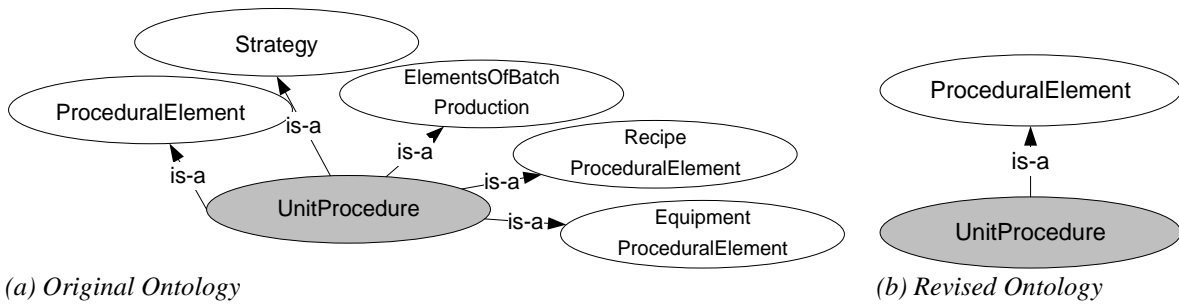 Strategy
ElementsOfBatch
Production
ProceduralElement
ProceduralElement
is-a
is-a
Recipe
ProceduralElement
is-a
is-a
is-a
is-a
UnitProcedure
Equipment
ProceduralElement
UnitProcedure
(a) Original Ontology
(b) Revised Ontology